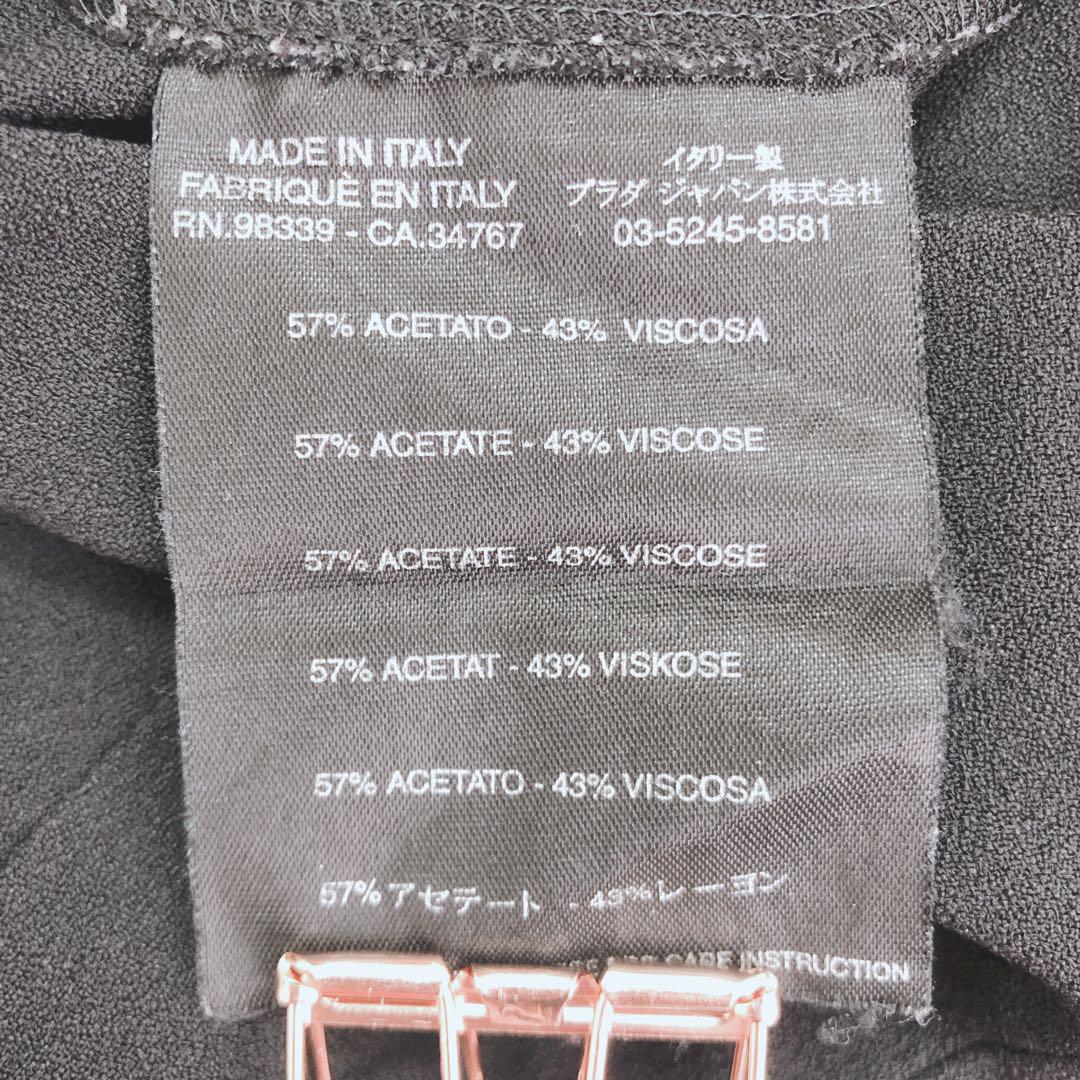 MADE IN ITALY
FABRIQUÈ EN ITALY
RN.98339 - CA.34767
イタリー製
プラダ ジャパン株式会社
03-5245-8581
57% ACETATO - 43% VISCOSA
57% ACETATE - 43% VISCOSE
57% ACETATE - 43% VISCOSE
57% ACETAT - 43% VISKOSE
57% ACETATO - 43% VISCOSA
57% アセテート - 43% レーヨン
CARE INSTRUCTION